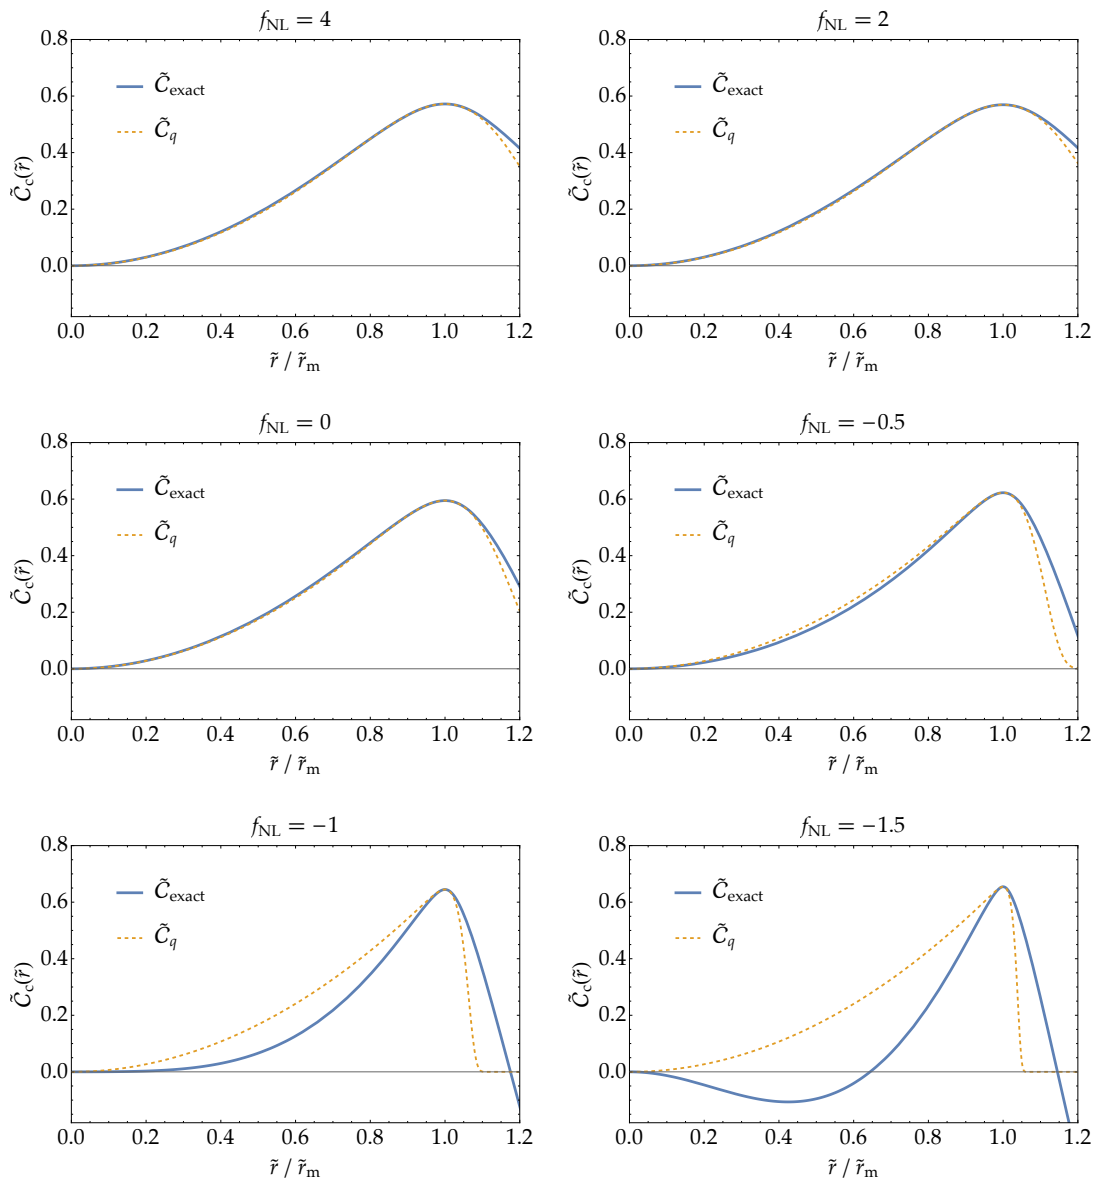 f_NL = 4
0.8
0.6
0.4
0.2
0.0
C̃_c(r̃)
C̃_exact
C̃_q
0.0 0.2 0.4 0.6 0.8 1.0 1.2
r̃ / r̃_m
f_NL = 2
0.8
0.6
0.4
0.2
0.0
C̃_c(r̃)
C̃_exact
C̃_q
0.0 0.2 0.4 0.6 0.8 1.0 1.2
r̃ / r̃_m
f_NL = 0
0.8
0.6
0.4
0.2
0.0
C̃_c(r̃)
C̃_exact
C̃_q
0.0 0.2 0.4 0.6 0.8 1.0 1.2
r̃ / r̃_m
f_NL = −0.5
0.8
0.6
0.4
0.2
0.0
C̃_c(r̃)
C̃_exact
C̃_q
0.0 0.2 0.4 0.6 0.8 1.0 1.2
r̃ / r̃_m
f_NL = −1
0.8
0.6
0.4
0.2
0.0
C̃_c(r̃)
C̃_exact
C̃_q
0.0 0.2 0.4 0.6 0.8 1.0 1.2
r̃ / r̃_m
f_NL = −1.5
0.8
0.6
0.4
0.2
0.0
C̃_c(r̃)
C̃_exact
C̃_q
0.0 0.2 0.4 0.6 0.8 1.0 1.2
r̃ / r̃_m